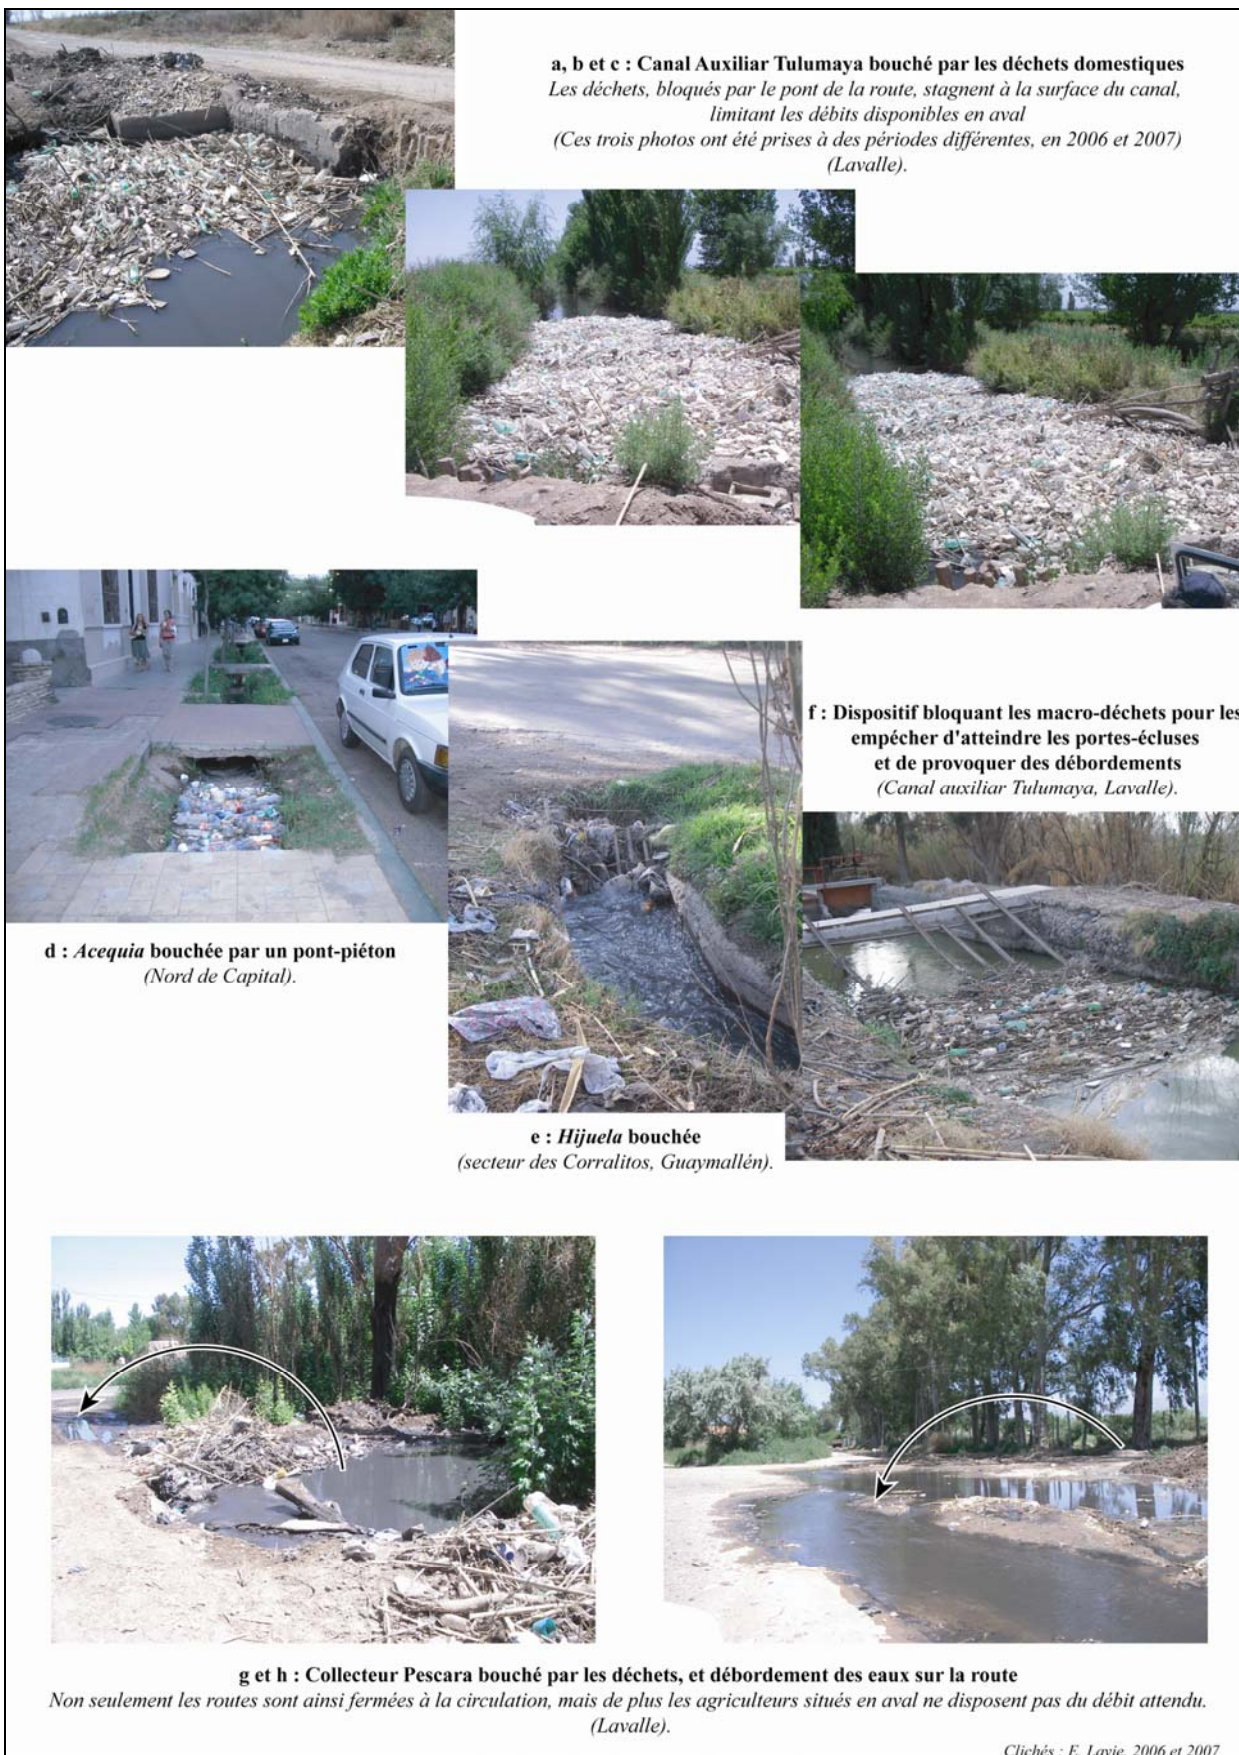 a, b et c : Canal Auxiliar Tulumaya bouché par les déchets domestiques
Les déchets, bloqués par le pont de la route, stagnent à la surface du canal,
limitant les débits disponibles en aval
(Ces trois photos ont été prises à des périodes différentes, en 2006 et 2007)
(Lavalle).
f : Dispositif bloquant les macro-déchets pour les
empécher d'atteindre les portes-écluses
et de provoquer des débordements
(Canal auxiliar Tulumaya, Lavalle).
d : Acequia bouchée par un pont-piéton
(Nord de Capital).
e : Hijuela bouchée
(secteur des Corralitos, Guaymallén).
g et h : Collecteur Pescara bouché par les déchets, et débordement des eaux sur la route
Non seulement les routes sont ainsi fermées à la circulation, mais de plus les agriculteurs situés en aval ne disposent pas du débit attendu.
(Lavalle).
Clichés : E. Lavie, 2006 et 2007